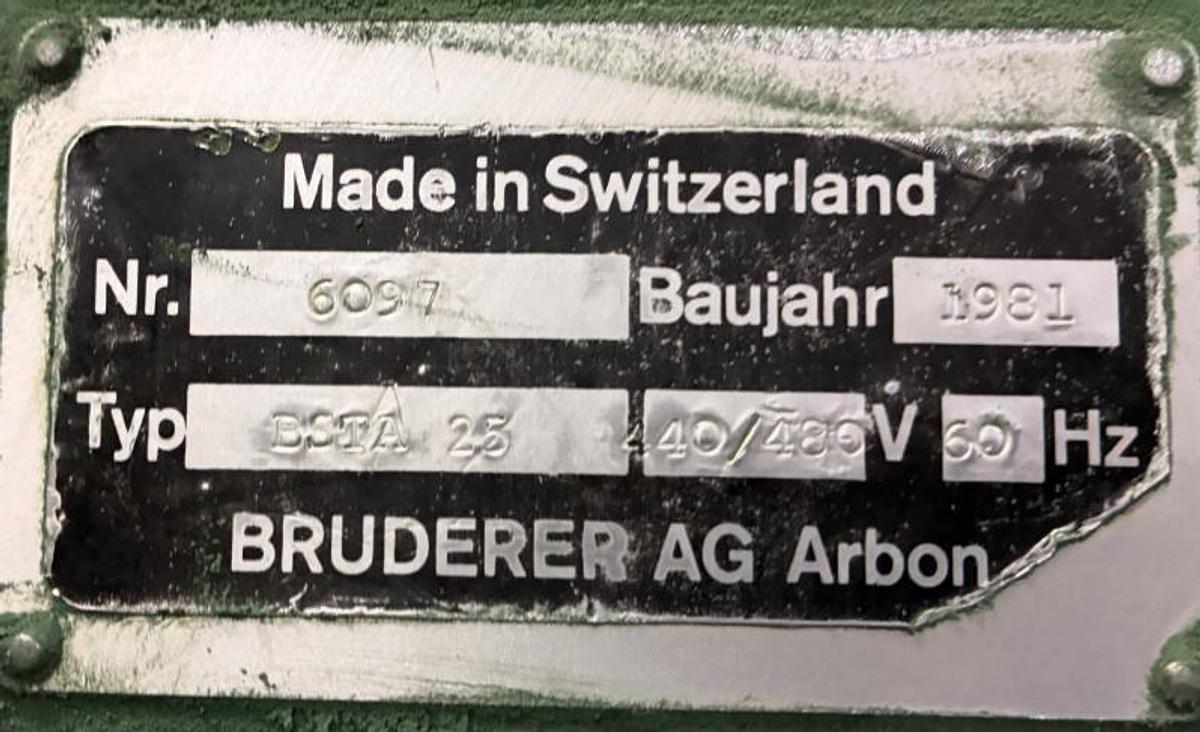 Made in Switzerland
Nr. 6097 Baujahr 1981
Typ BSTA 25 440/480 V 60 Hz
BRUDERER AG Arbon